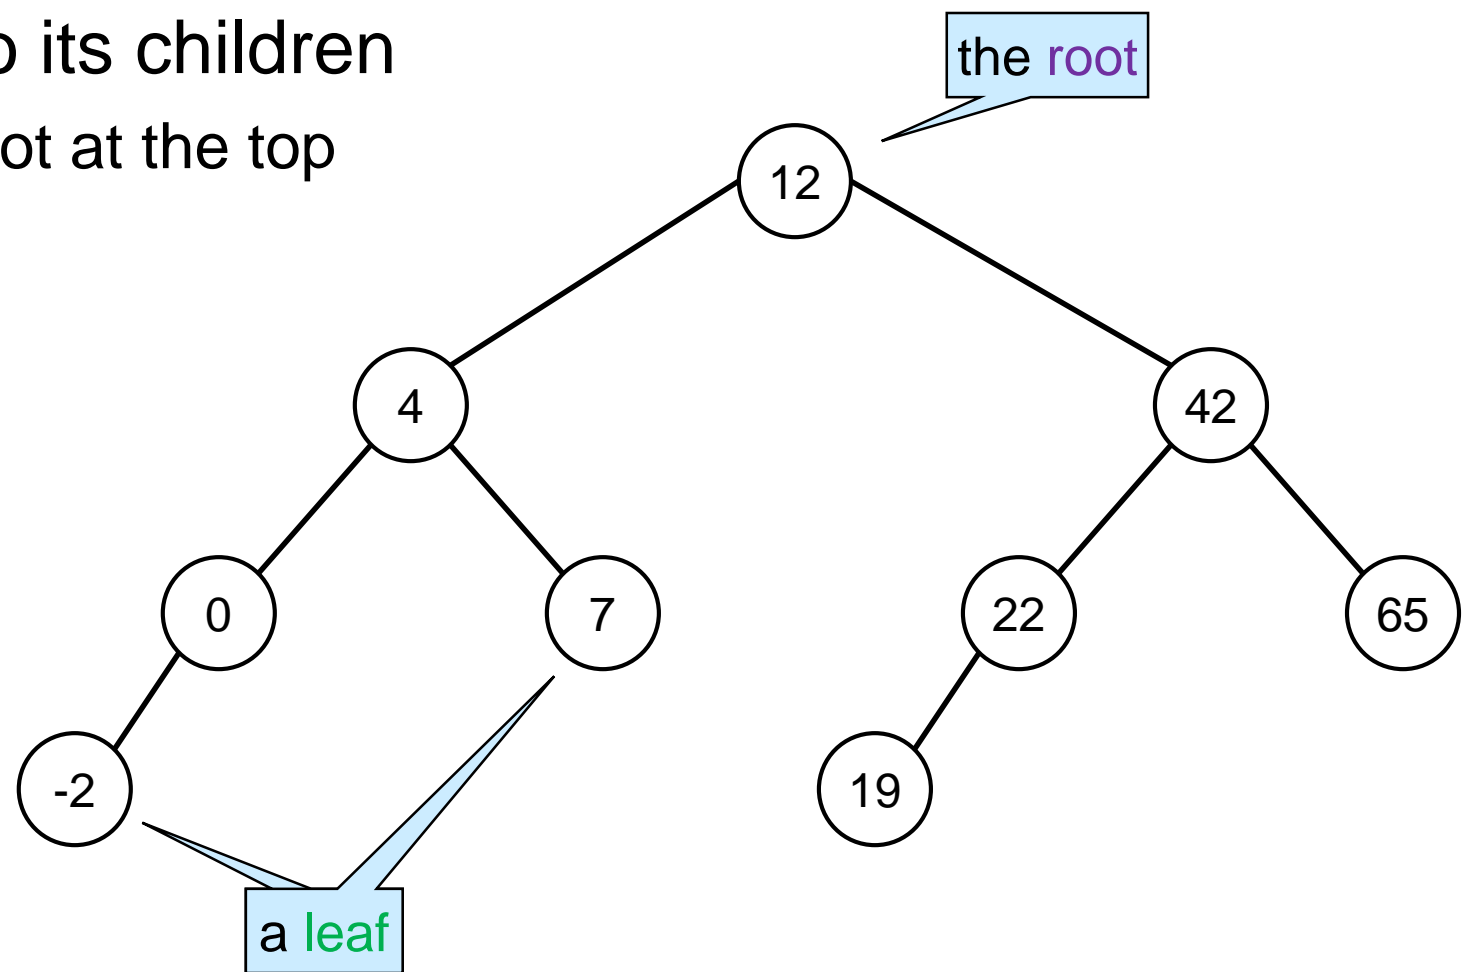 its children
the root
ot at the top
12
4
42
0
7
22
65
-2
19
a leaf